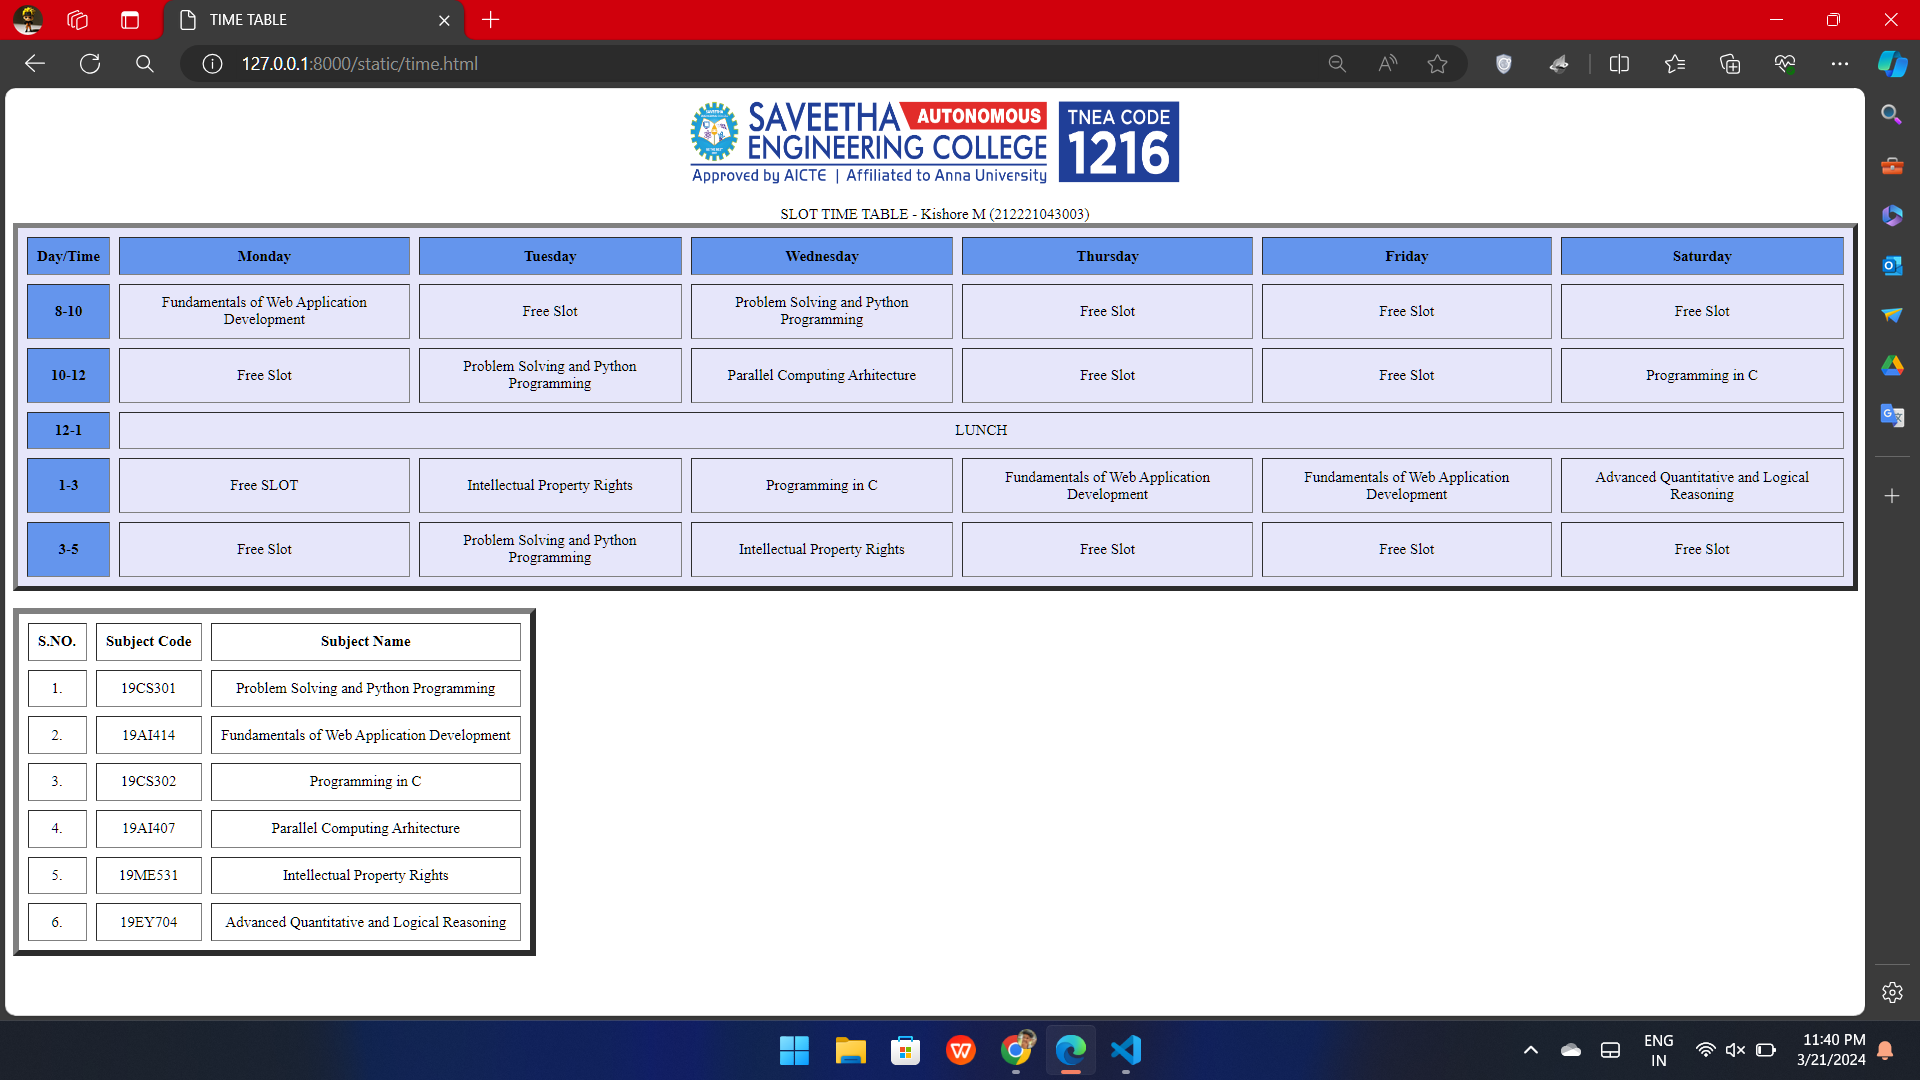 TIME TABLE
127.0.0.1:8000/static/time.html
SAVEETHA AUTONOMOUS
ENGINEERING COLLEGE
Approved by AICTE | Affiliated to Anna University
TNEA CODE
1216
SLOT TIME TABLE - Kishore M (212221043003)
Day/Time Monday Tuesday Wednesday Thursday Friday Saturday
8-10 Fundamentals of Web Application Development Free Slot Problem Solving and Python Programming Free Slot Free Slot Free Slot
10-12 Free Slot Problem Solving and Python Programming Parallel Computing Arhitecture Free Slot Free Slot Programming in C
12-1 LUNCH
1-3 Free SLOT Intellectual Property Rights Programming in C Fundamentals of Web Application Development Fundamentals of Web Application Development Advanced Quantitative and Logical Reasoning
3-5 Free Slot Problem Solving and Python Programming Intellectual Property Rights Free Slot Free Slot Free Slot
S.NO. Subject Code Subject Name
1. 19CS301 Problem Solving and Python Programming
2. 19AI414 Fundamentals of Web Application Development
3. 19CS302 Programming in C
4. 19AI407 Parallel Computing Arhitecture
5. 19ME531 Intellectual Property Rights
6. 19EY704 Advanced Quantitative and Logical Reasoning
ENG
IN
11:40 PM
3/21/2024